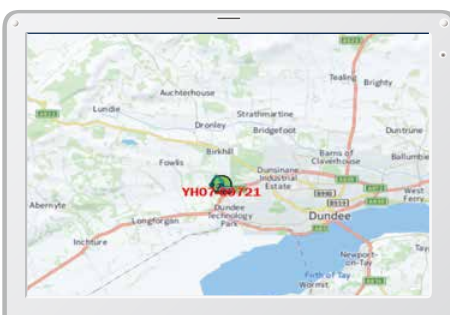 Tealing
Brighty
Auchterhouse
Lundie
Strathmartine
Dronley
Bridgefoot
Duntrune
Birkhill
Barns of
Claverhouse
Ballumbie
Fowlis
Dunsinane
Industrial
Estate
West
Ferry
Abernyte
Dundee
Technology
Park
Longforgan
Dundee
Inchture
Newport-
on-Tay
Tay
Firth of Tay
Wormit